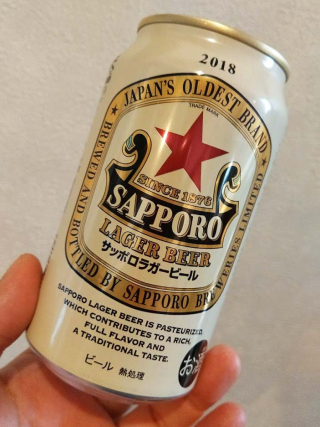 2018
★ JAPAN'S OLDEST BRAND ★
TRADE MARK
SINCE 1876
SAPPORO
LAGER BEER
サッポロラガービール
BREWED AND BOTTLED BY SAPPORO BREWERIES LIMITED
SAPPORO LAGER BEER IS PASTEURIZED,
WHICH CONTRIBUTES TO A RICH,
FULL FLAVOR AND
A TRADITIONAL TASTE.
ビール 熱処理
お酒